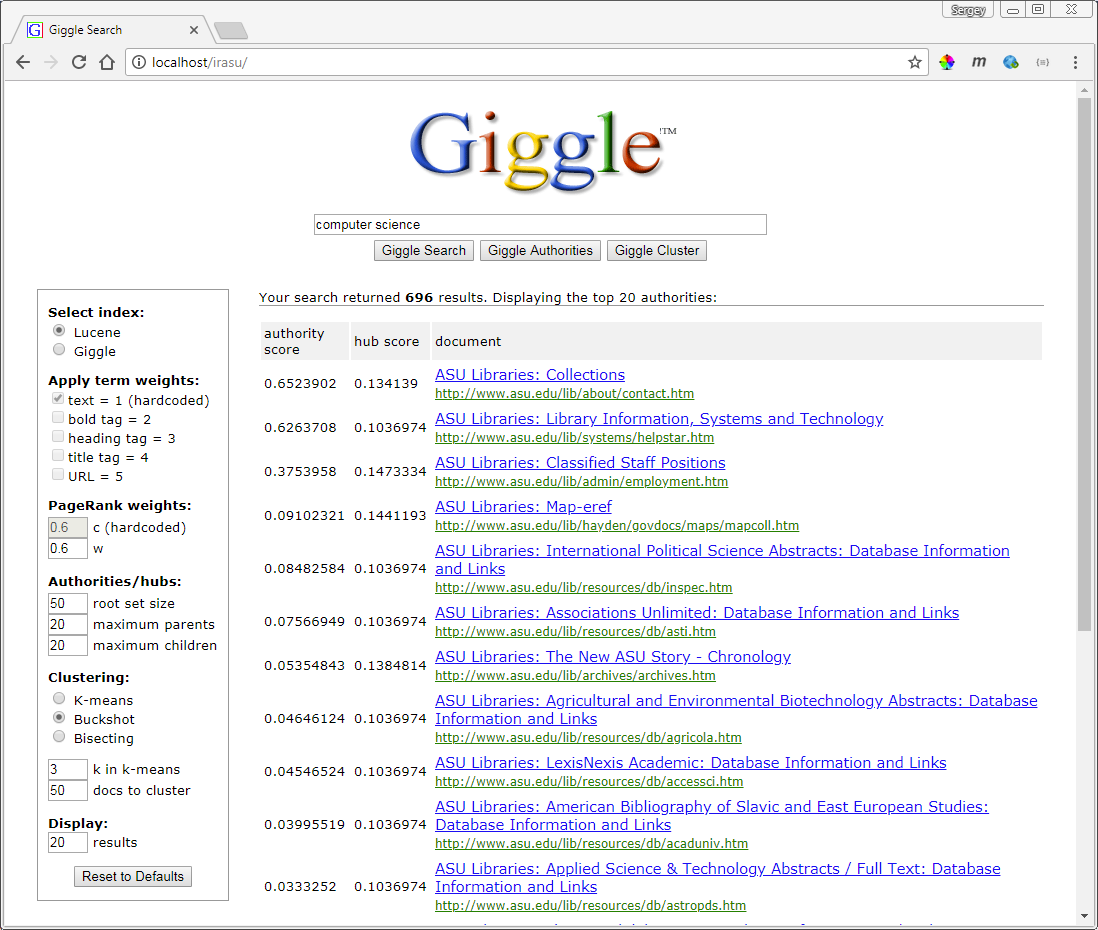 Sergey
Giggle Search
localhost/irasu/
Giggle!™
computer science
Giggle Search Giggle Authorities Giggle Cluster
Select index:
Lucene
Giggle
Apply term weights:
text = 1 (hardcoded)
bold tag = 2
heading tag = 3
title tag = 4
URL = 5
PageRank weights:
0.6 c (hardcoded)
0.6 w
Authorities/hubs:
50 root set size
20 maximum parents
20 maximum children
Clustering:
K-means
Buckshot
Bisecting
3 k in k-means
50 docs to cluster
Display:
20 results
Reset to Defaults
Your search returned 696 results. Displaying the top 20 authorities:
authority
score
hub score
document
0.6523902 0.134139
ASU Libraries: Collections
http://www.asu.edu/lib/about/contact.htm
0.6263708 0.1036974
ASU Libraries: Library Information, Systems and Technology
http://www.asu.edu/lib/systems/helpstar.htm
0.3753958 0.1473334
ASU Libraries: Classified Staff Positions
http://www.asu.edu/lib/admin/employment.htm
0.09102321 0.1441193
ASU Libraries: Map-eref
http://www.asu.edu/lib/hayden/govdocs/maps/mapcoll.htm
0.08482584 0.1036974
ASU Libraries: International Political Science Abstracts: Database Information
and Links
http://www.asu.edu/lib/resources/db/inspec.htm
0.07566949 0.1036974
ASU Libraries: Associations Unlimited: Database Information and Links
http://www.asu.edu/lib/resources/db/asti.htm
0.05354843 0.1384814
ASU Libraries: The New ASU Story - Chronology
http://www.asu.edu/lib/archives/archives.htm
0.04646124 0.1036974
ASU Libraries: Agricultural and Environmental Biotechnology Abstracts: Database
Information and Links
http://www.asu.edu/lib/resources/db/agricola.htm
0.04546524 0.1036974
ASU Libraries: LexisNexis Academic: Database Information and Links
http://www.asu.edu/lib/resources/db/accessci.htm
0.03995519 0.1036974
ASU Libraries: American Bibliography of Slavic and East European Studies:
Database Information and Links
http://www.asu.edu/lib/resources/db/acaduniv.htm
0.0333252 0.1036974
ASU Libraries: Applied Science & Technology Abstracts / Full Text: Database
Information and Links
http://www.asu.edu/lib/resources/db/astropds.htm